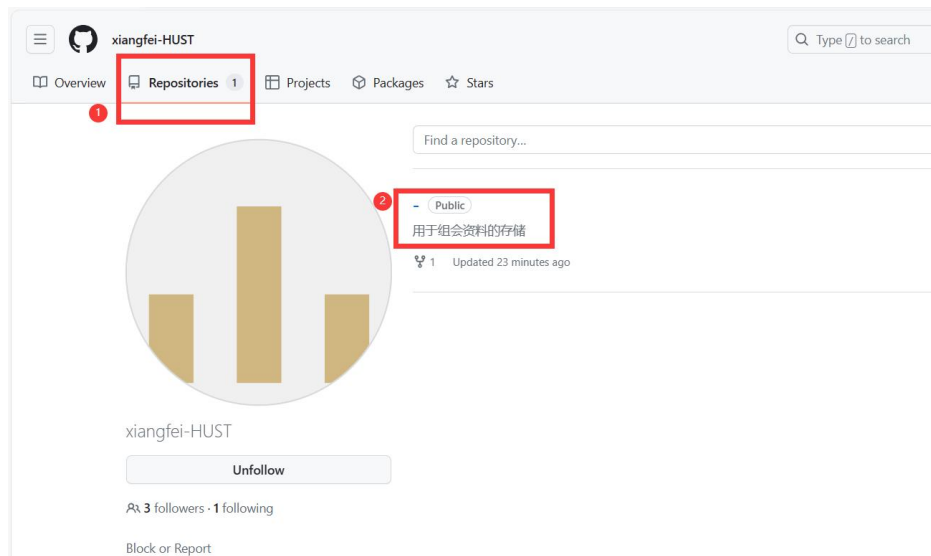 xiangfei-HUST
Type / to search
Overview Repositories 1 Projects Packages Stars
1
Find a repository...
2
- Public
用于组会资料的存储
1 Updated 23 minutes ago
xiangfei-HUST
Unfollow
3 followers · 1 following
Block or Report